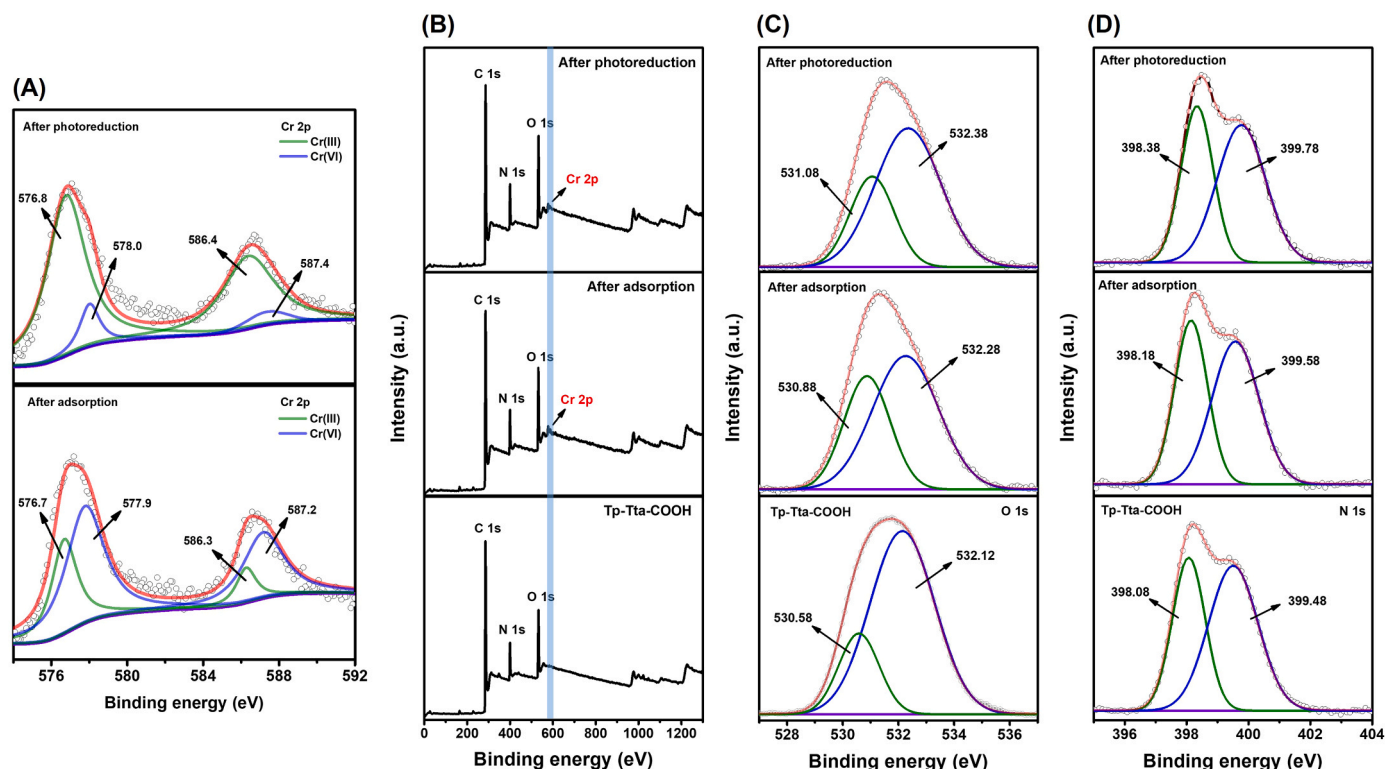 (A)
After photoreduction
Cr 2p
Cr(III)
Cr(VI)
576.8
578.0
586.4
587.4
After adsorption
Cr 2p
Cr(III)
Cr(VI)
576.7
577.9
586.3
587.2
576 580 584 588 592
Binding energy (eV)
(B)
Intensity (a.u.)
After photoreduction
C 1s
O 1s
N 1s
Cr 2p
After adsorption
C 1s
O 1s
N 1s
Cr 2p
Tp-Tta-COOH
C 1s
O 1s
N 1s
0 200 400 600 800 1000 1200
Binding energy (eV)
(C)
Intensity (a.u.)
After photoreduction
532.38
531.08
After adsorption
532.28
530.88
Tp-Tta-COOH
O 1s
532.12
530.58
528 530 532 534 536
Binding energy (eV)
(D)
Intensity (a.u.)
After photoreduction
398.38
399.78
After adsorption
398.18
399.58
Tp-Tta-COOH
N 1s
398.08
399.48
396 398 400 402 404
Binding energy (eV)